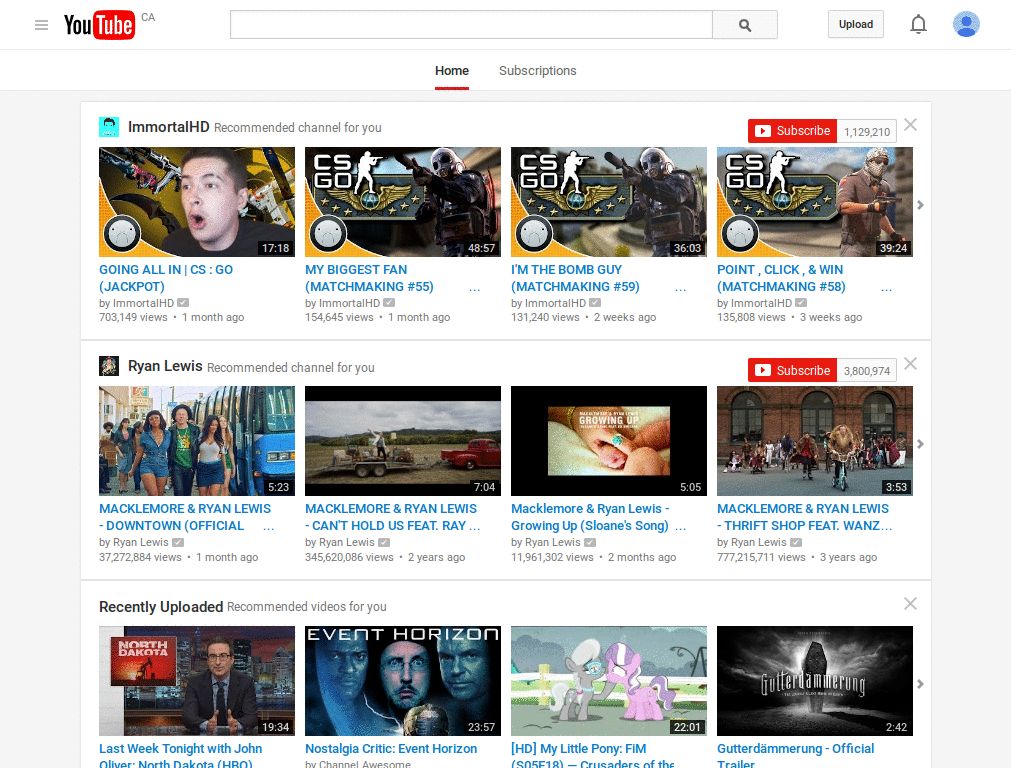 YouTube CA
Upload
Home Subscriptions
ImmortalHD Recommended channel for you
Subscribe 1,129,210
CS GO
CS GO
CS GO
17:18
48:57
36:03
39:24
GOING ALL IN | CS : GO
(JACKPOT)
by ImmortalHD
703,149 views • 1 month ago
MY BIGGEST FAN
(MATCHMAKING #55) ...
by ImmortalHD
154,645 views • 1 month ago
I'M THE BOMB GUY
(MATCHMAKING #59) ...
by ImmortalHD
131,240 views • 2 weeks ago
POINT , CLICK , & WIN
(MATCHMAKING #58) ...
by ImmortalHD
135,808 views • 3 weeks ago
Ryan Lewis Recommended channel for you
Subscribe 3,800,974
MACKLEMORE & RYAN LEWIS
GROWING UP
5:23
7:04
5:05
3:53
MACKLEMORE & RYAN LEWIS
- DOWNTOWN (OFFICIAL ...
by Ryan Lewis
37,272,884 views • 1 month ago
MACKLEMORE & RYAN LEWIS
- CAN'T HOLD US FEAT. RAY ...
by Ryan Lewis
345,620,086 views • 2 years ago
Macklemore & Ryan Lewis -
Growing Up (Sloane's Song) ...
by Ryan Lewis
11,961,302 views • 2 months ago
MACKLEMORE & RYAN LEWIS
- THRIFT SHOP FEAT. WANZ...
by Ryan Lewis
777,215,711 views • 3 years ago
Recently Uploaded Recommended videos for you
NORTH
DAKOTA
19:34
EVENT HORIZON
23:57
22:01
Gutterdämmerung
2:42
Last Week Tonight with John
Oliver: North Dakota (HBO)
Nostalgia Critic: Event Horizon
by Channel Awesome
[HD] My Little Pony: FiM
(S05E18) — Crusaders of the
Gutterdämmerung - Official
Trailer